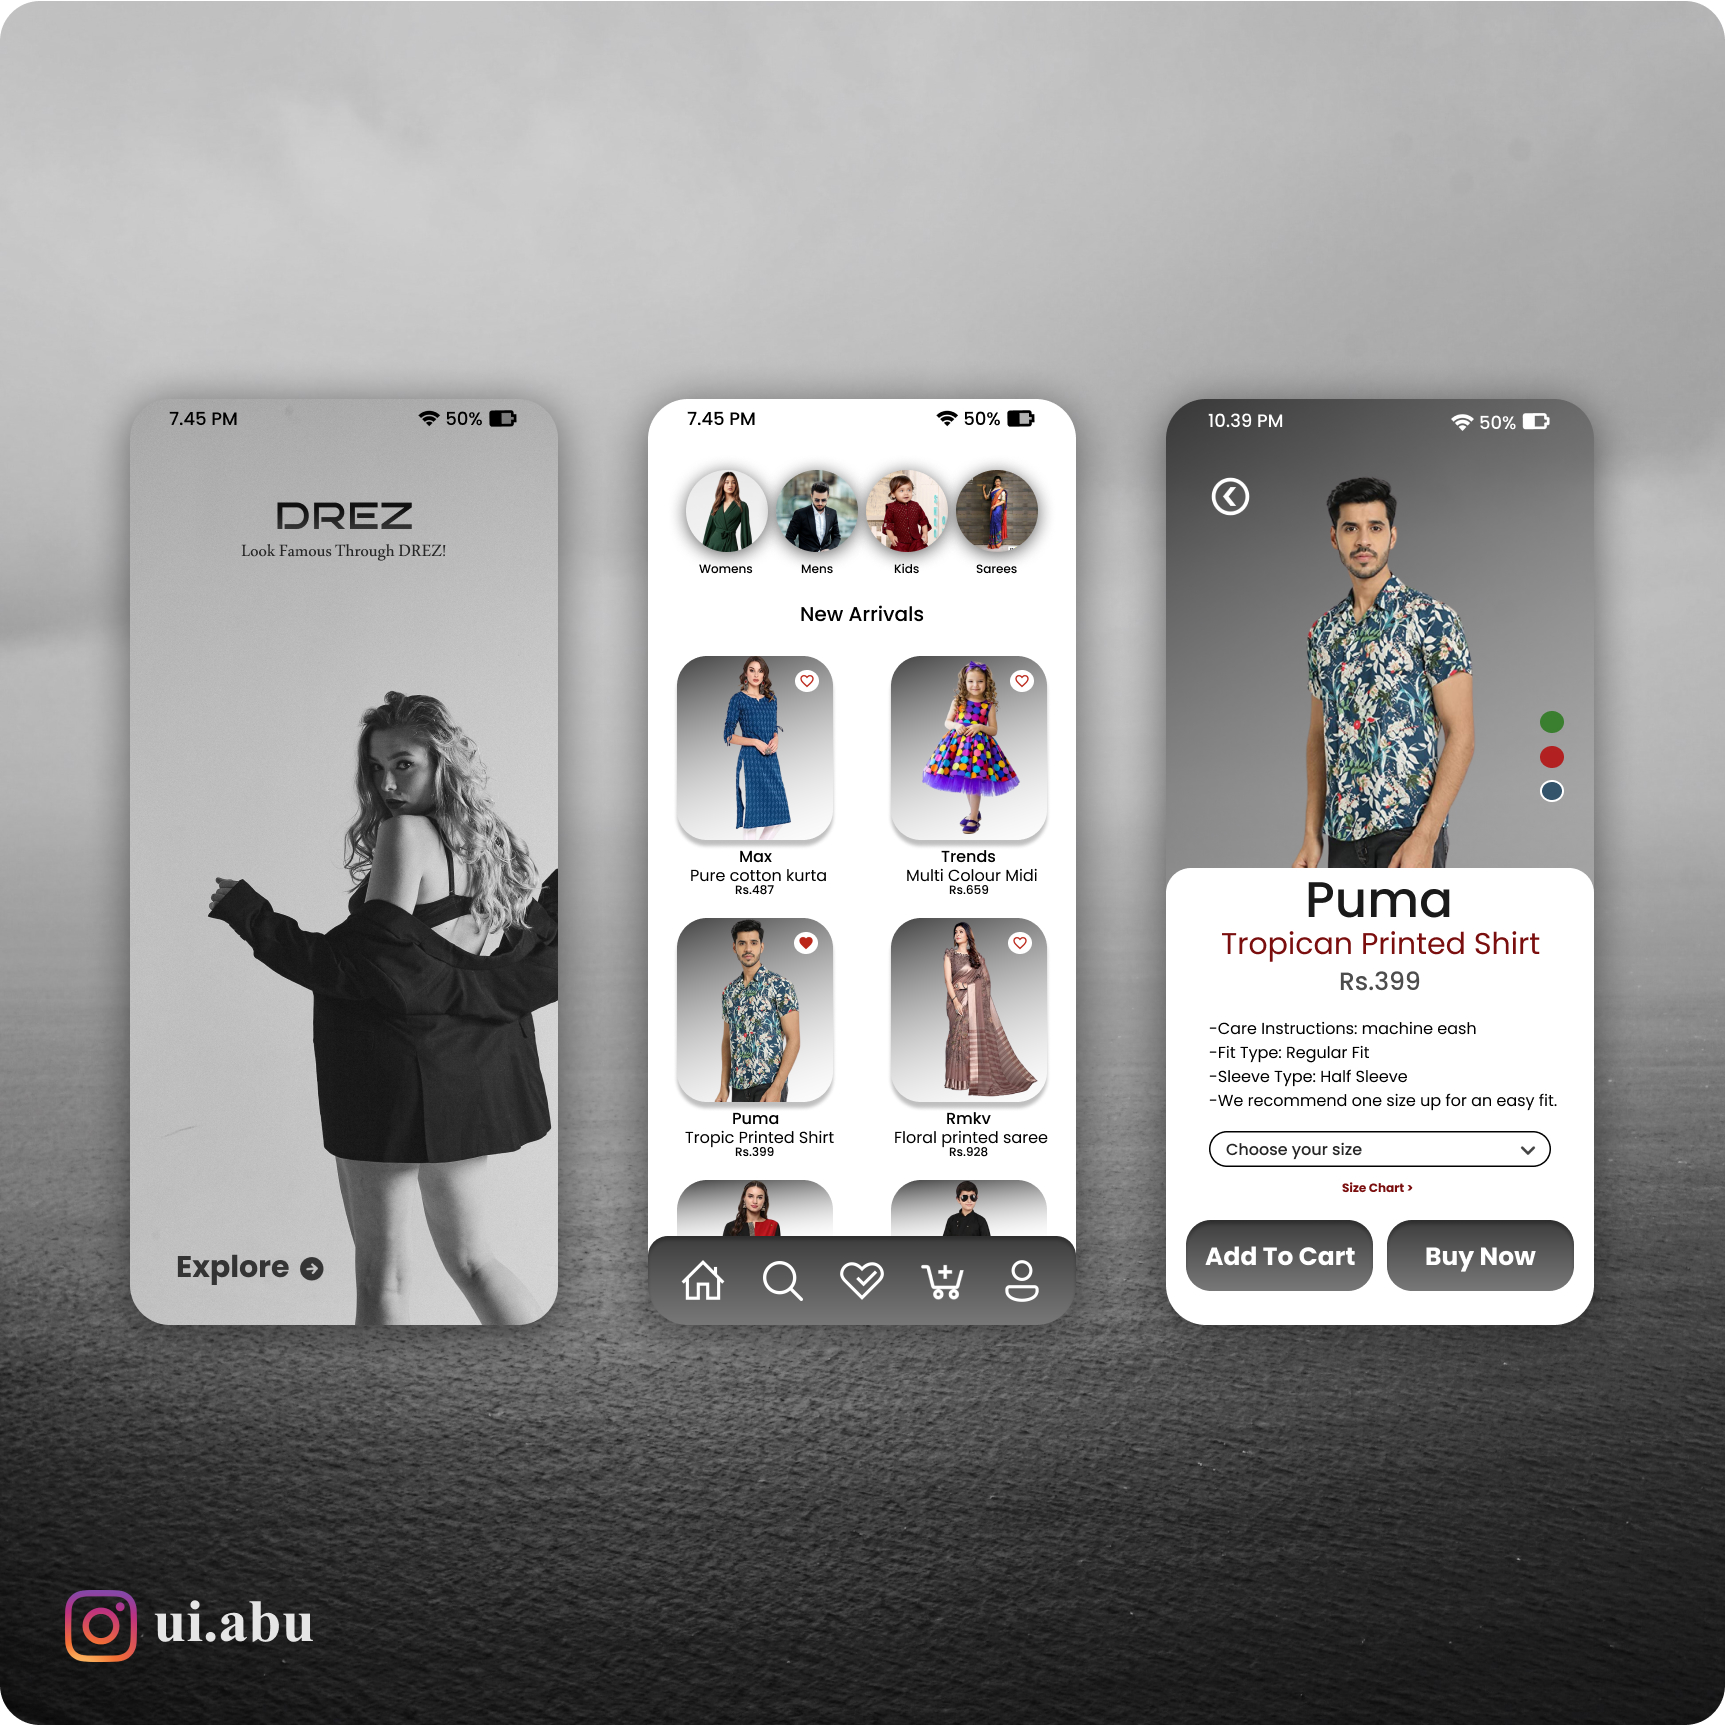 7.45 PM
50%
DREZ
Look Famous Through DREZ!
Explore
7.45 PM
50%
Womens
Mens
Kids
Sarees
New Arrivals
Max
Pure cotton kurta
Rs.487
Trends
Multi Colour Midi
Rs.659
Puma
Tropic Printed Shirt
Rs.399
Rmkv
Floral printed saree
Rs.928
10.39 PM
50%
Puma
Tropican Printed Shirt
Rs.399
-Care Instructions: machine eash
-Fit Type: Regular Fit
-Sleeve Type: Half Sleeve
-We recommend one size up for an easy fit.
Choose your size
Size Chart >
Add To Cart
Buy Now
ui.abu